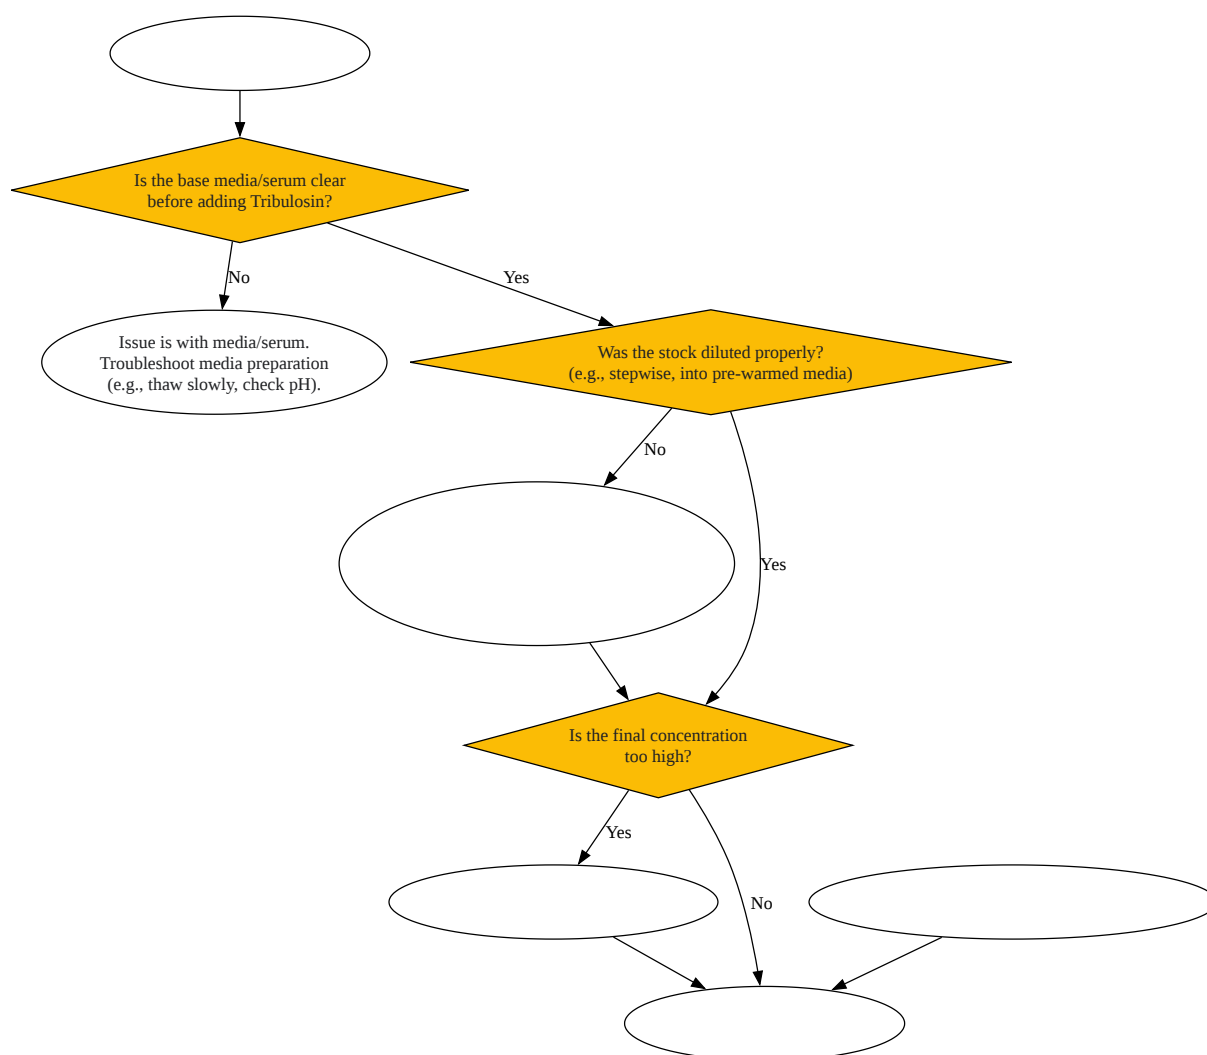 Is the base media/serum clear
before adding Tribulosin?
No
Yes
Issue is with media/serum.
Troubleshoot media preparation
(e.g., thaw slowly, check pH).
Was the stock diluted properly?
(e.g., stepwise, into pre-warmed media)
No
Yes
Is the final concentration
too high?
Yes
No